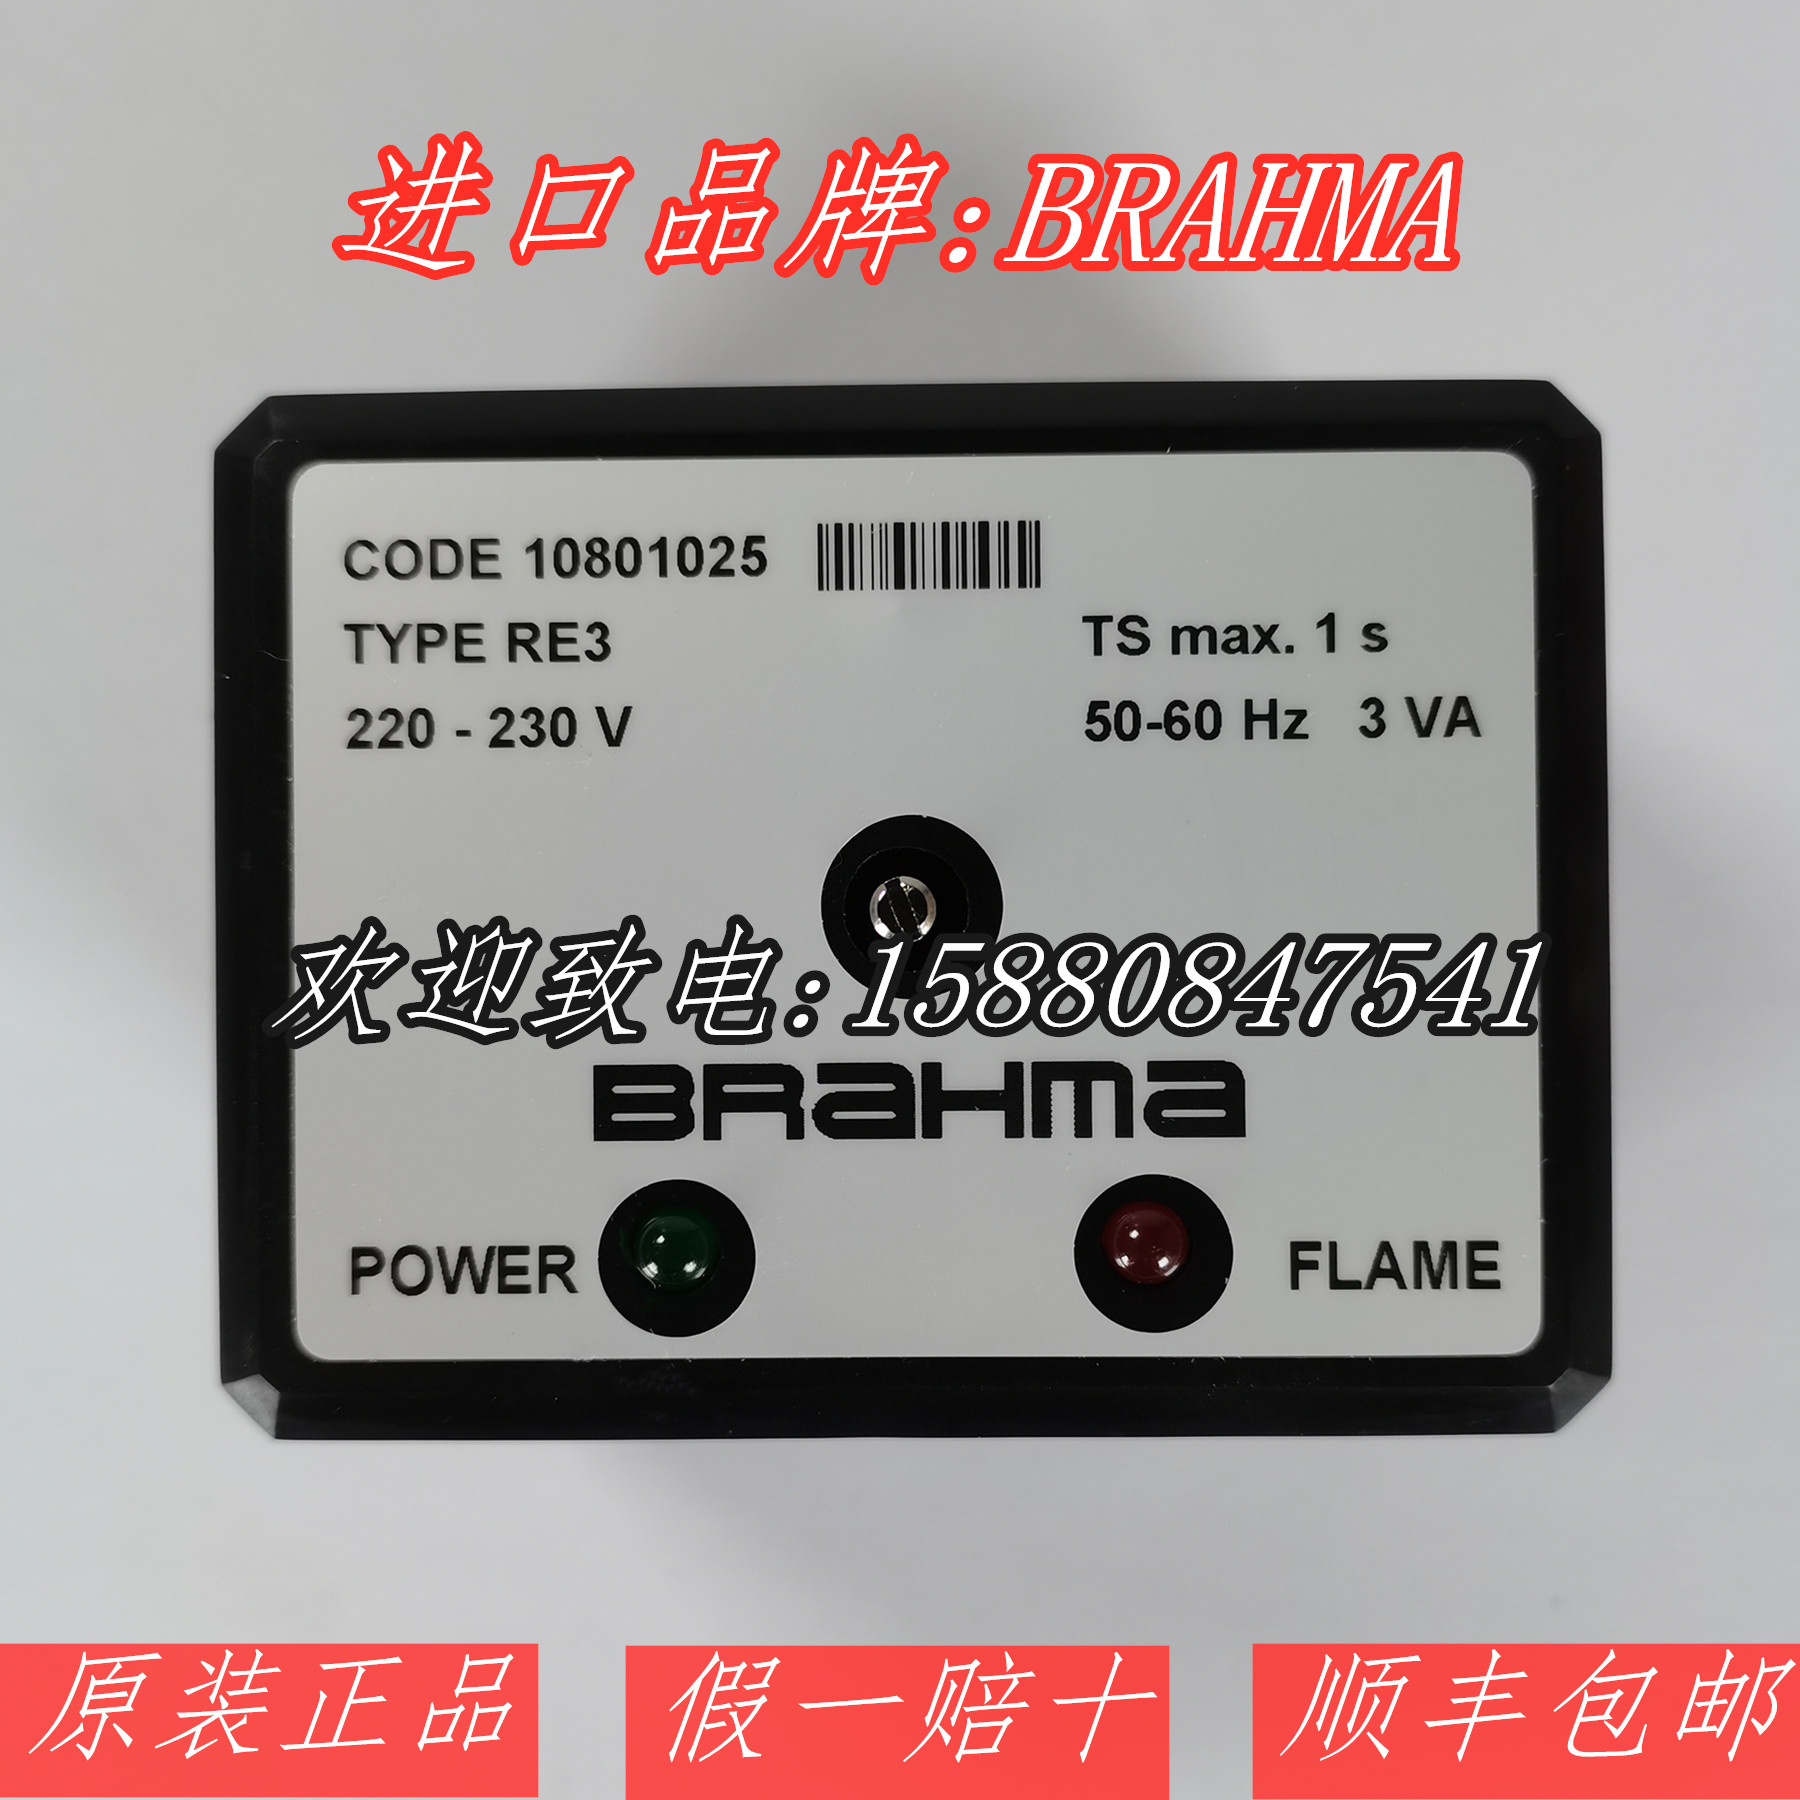 进口品牌:BRAHMA
CODE 10801025
TYPE RE3
TS max. 1 s
220 - 230 V
50-60 Hz 3 VA
欢迎致电:15880847541
BRAHMA
POWER
FLAME
原装正品
假一赔十
顺丰包邮